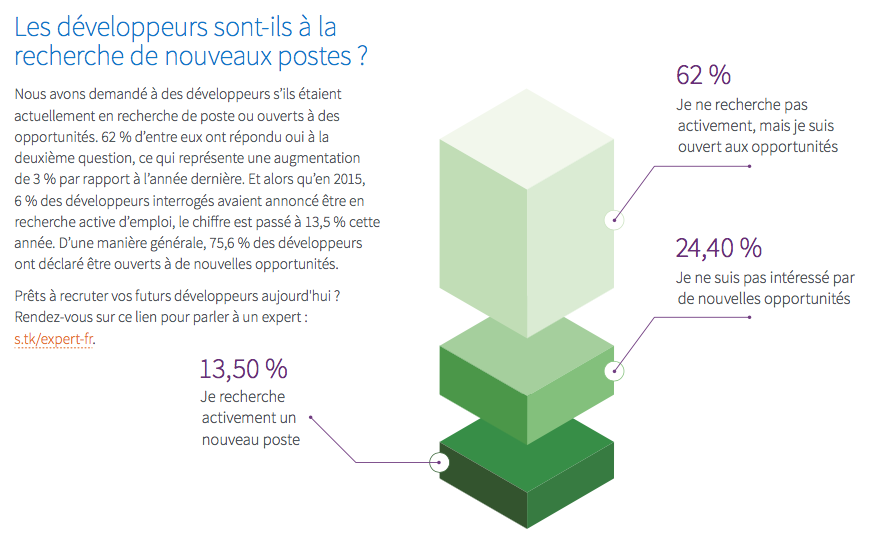 Les développeurs sont-ils à la
recherche de nouveaux postes ?
Nous avons demandé à des développeurs s’ils étaient
actuellement en recherche de poste ou ouverts à des
opportunités. 62 % d’entre eux ont répondu oui à la
deuxième question, ce qui représente une augmentation
de 3 % par rapport à l’année dernière. Et alors qu’en 2015,
6 % des développeurs interrogés avaient annoncé être en
recherche active d’emploi, le chiffre est passé à 13,5 % cette
année. D’une manière générale, 75,6 % des développeurs
ont déclaré être ouverts à de nouvelles opportunités.
Prêts à recruter vos futurs développeurs aujourd'hui ?
Rendez-vous sur ce lien pour parler à un expert :
s.tk/expert-fr.
62 %
Je ne recherche pas
activement, mais je suis
ouvert aux opportunités
24,40 %
Je ne suis pas intéressé par
de nouvelles opportunités
13,50 %
Je recherche
activement un
nouveau poste